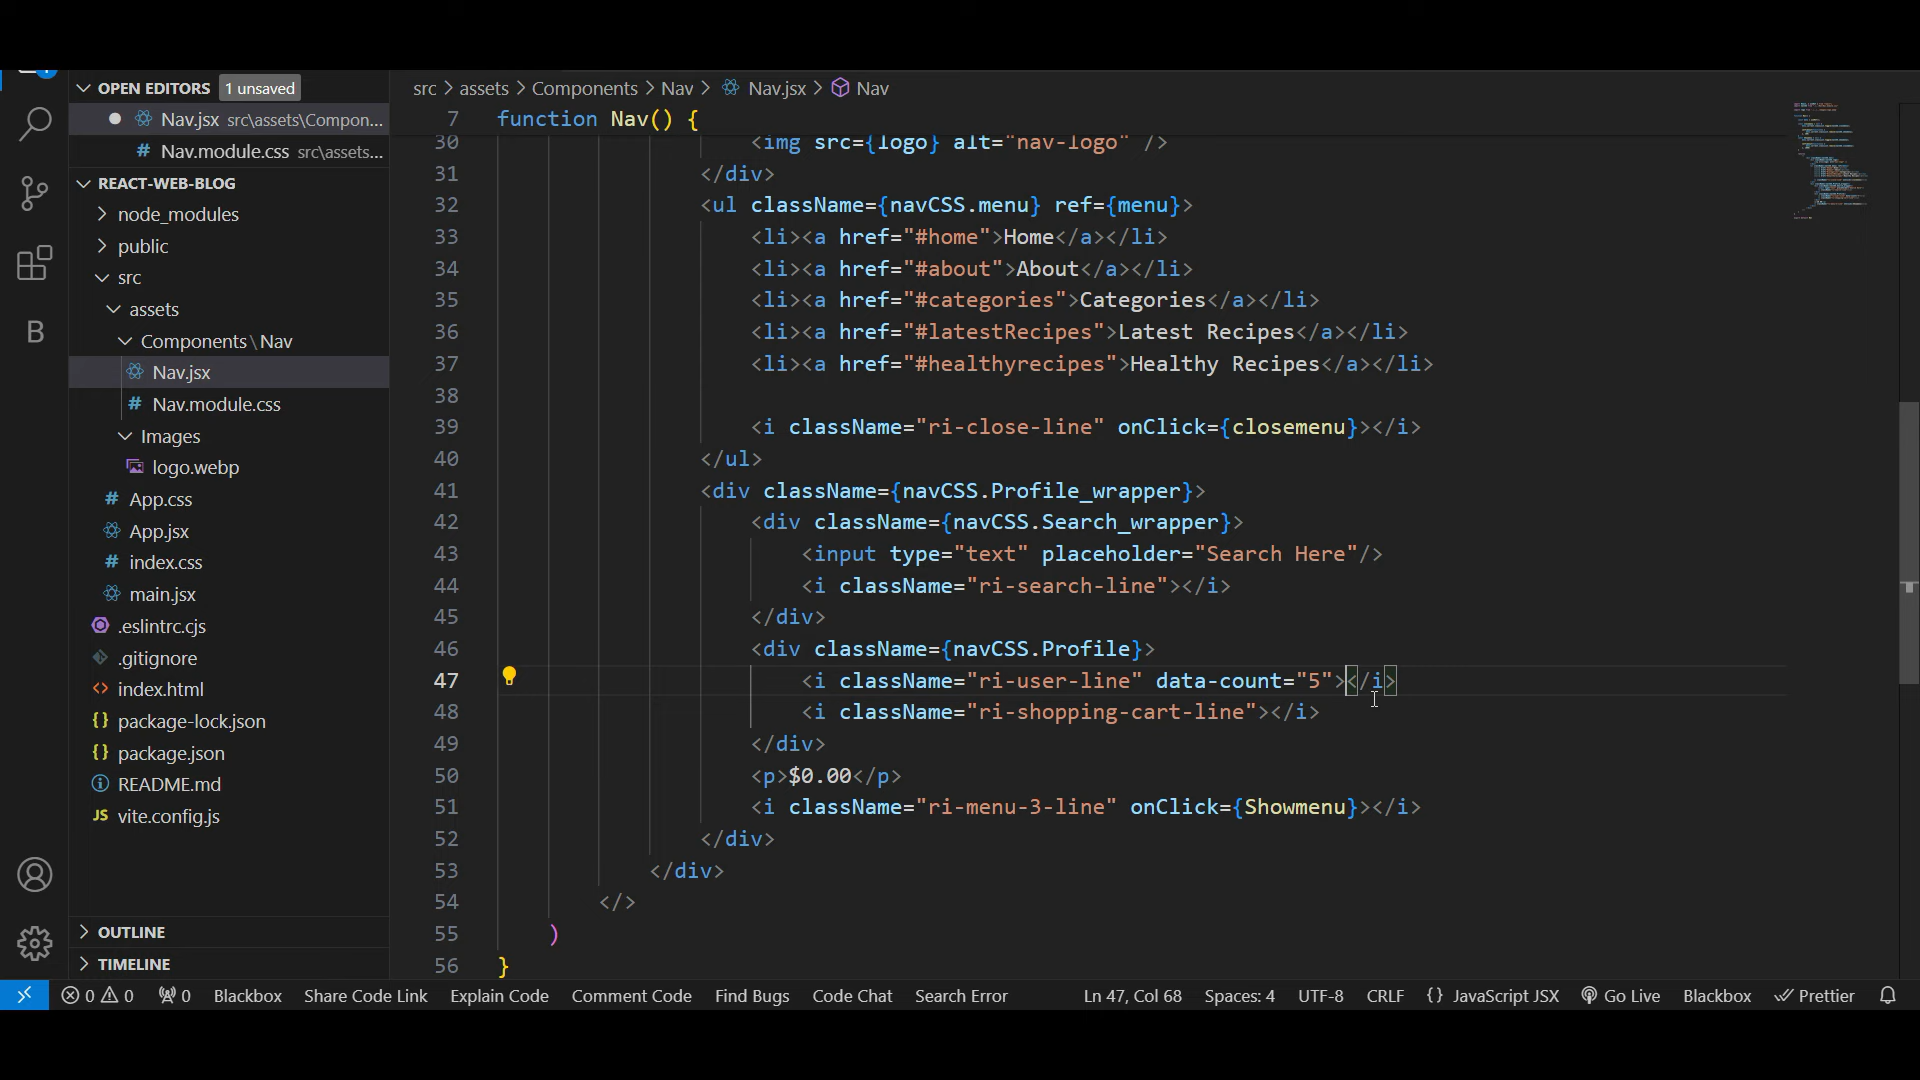 OPEN EDITORS 1 unsaved
Nav.jsx src\assets\Compon...
# Nav.module.css src\assets...
REACT-WEB-BLOG
node_modules
public
src
assets
Components\Nav
Nav.jsx
# Nav.module.css
Images
logo.webp
# App.css
App.jsx
# index.css
main.jsx
.eslintrc.cjs
.gitignore
<> index.html
{} package-lock.json
{} package.json
README.md
JS vite.config.js
OUTLINE
TIMELINE
B
src > assets > Components > Nav > Nav.jsx > Nav
7 function Nav() {
30 <img src={logo} alt="nav-logo" />
31 </div>
32 <ul className={navCSS.menu} ref={menu}>
33 <li><a href="#home">Home</a></li>
34 <li><a href="#about">About</a></li>
35 <li><a href="#categories">Categories</a></li>
36 <li><a href="#latestRecipes">Latest Recipes</a></li>
37 <li><a href="#healthyrecipes">Healthy Recipes</a></li>
38
39 <i className="ri-close-line" onClick={closemenu}></i>
40 </ul>
41 <div className={navCSS.Profile_wrapper}>
42 <div className={navCSS.Search_wrapper}>
43 <input type="text" placeholder="Search Here"/>
44 <i className="ri-search-line"></i>
45 </div>
46 <div className={navCSS.Profile}>
47 <i className="ri-user-line" data-count="5"></i>
48 <i className="ri-shopping-cart-line"></i>
49 </div>
50 <p>$0.00</p>
51 <i className="ri-menu-3-line" onClick={Showmenu}></i>
52 </div>
53 </div>
54 </>
55 )
56 }
0 0 0 Blackbox Share Code Link Explain Code Comment Code Find Bugs Code Chat Search Error Ln 47, Col 68 Spaces: 4 UTF-8 CRLF {} JavaScript JSX Go Live Blackbox Prettier